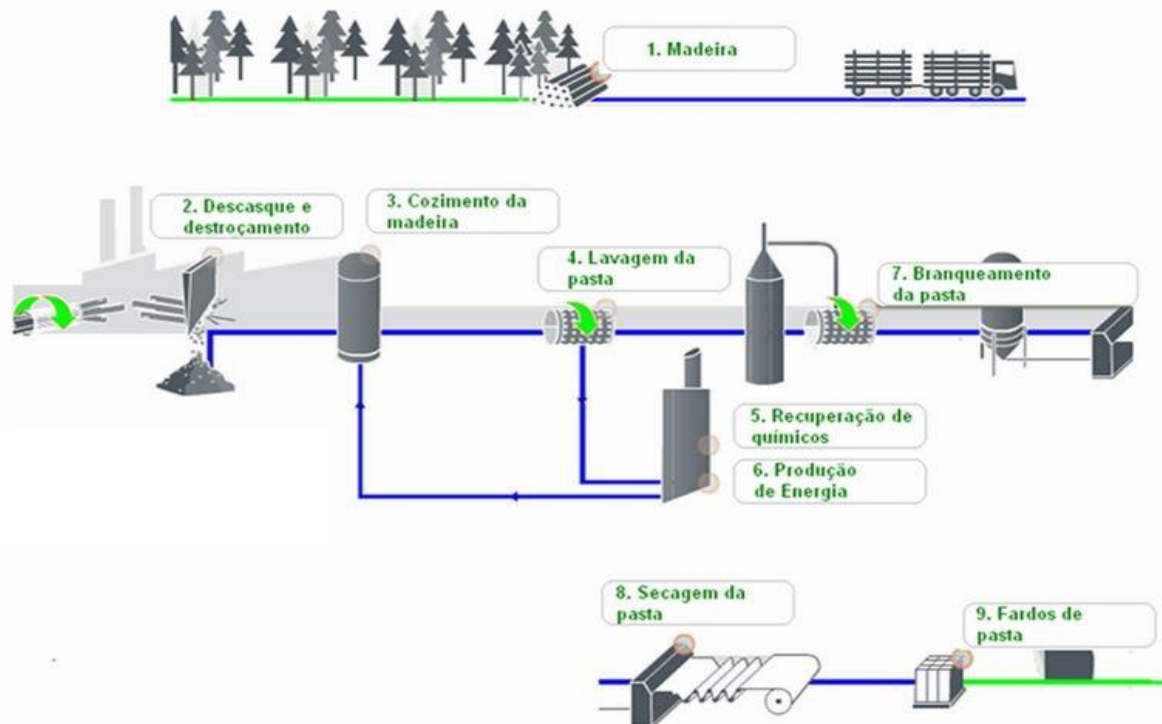 1. Madeira
2. Descasque e
destroçamento
3. Cozimento da
madeira
4. Lavagem da
pasta
7. Branqueamento
da pasta
5. Recuperação de
químicos
6. Produção
de Energia
8. Secagem da
pasta
9. Fardos de
pasta